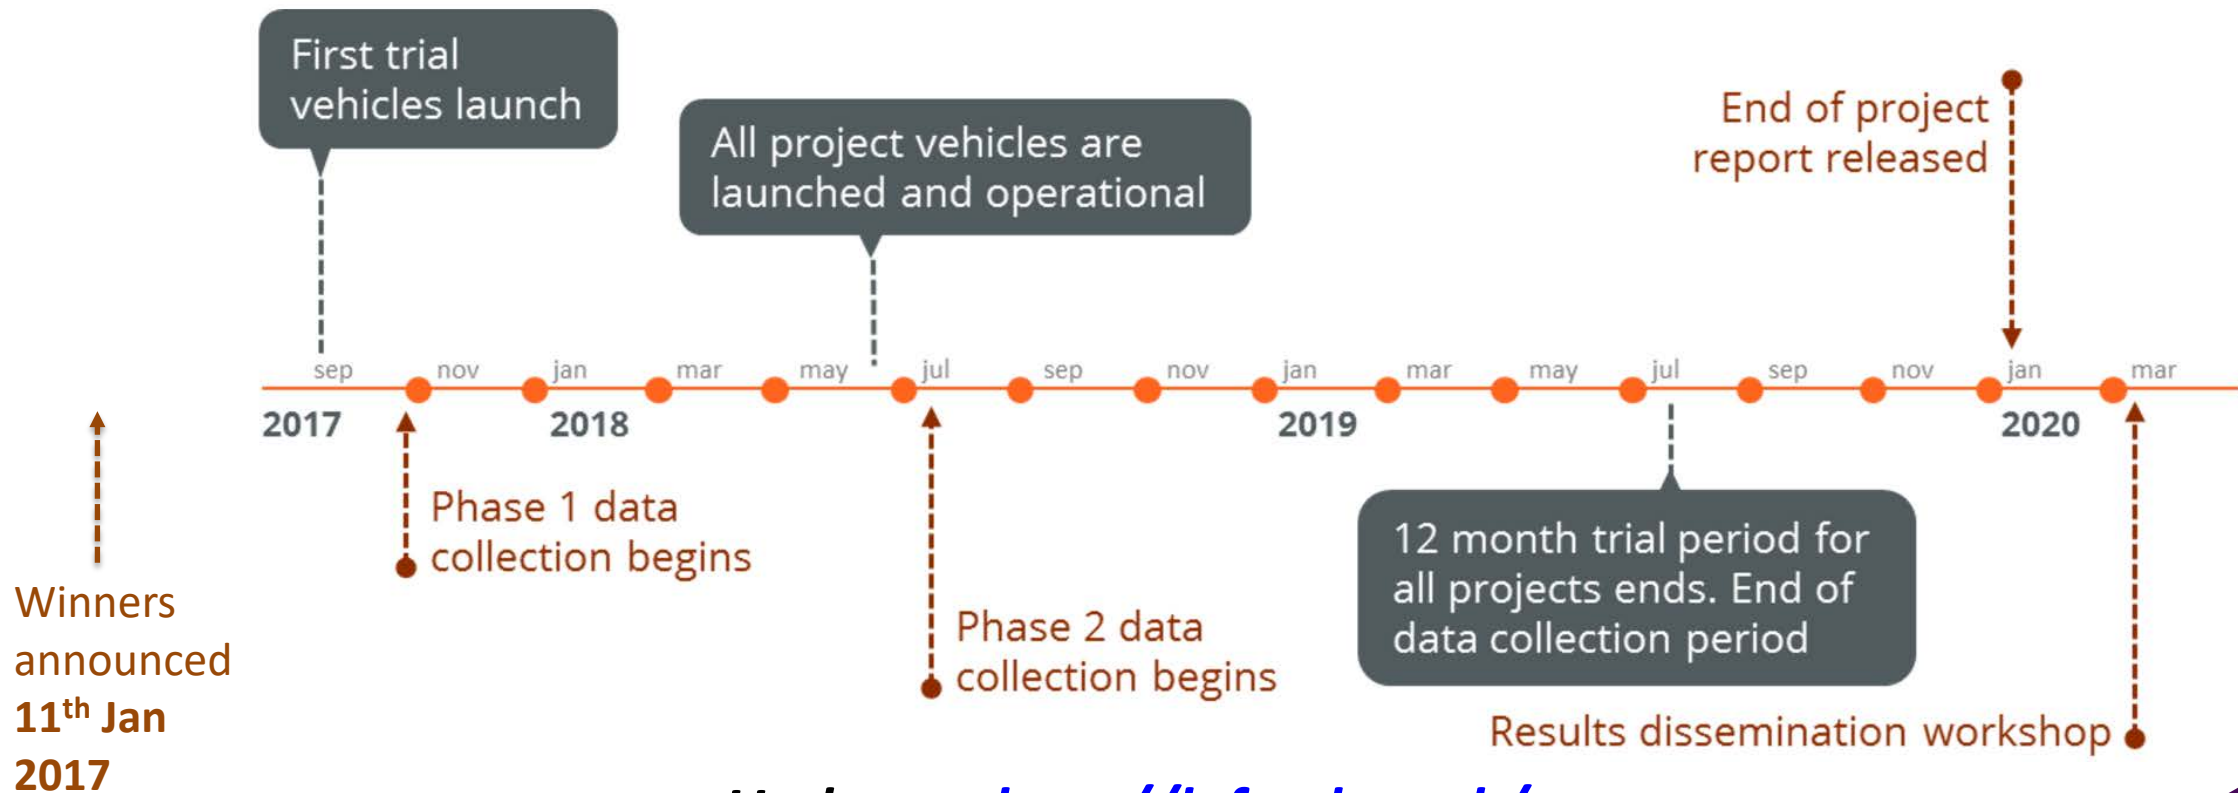 First trial
vehicles launch
All project vehicles are
launched and operational
End of project
report released
sep nov jan mar may jul sep nov jan mar may jul sep nov jan mar
2017 2018 2019 2020
Winners
announced
11th Jan
2017
Phase 1 data
collection begins
Phase 2 data
collection begins
12 month trial period for
all projects ends. End of
data collection period
Results dissemination workshop